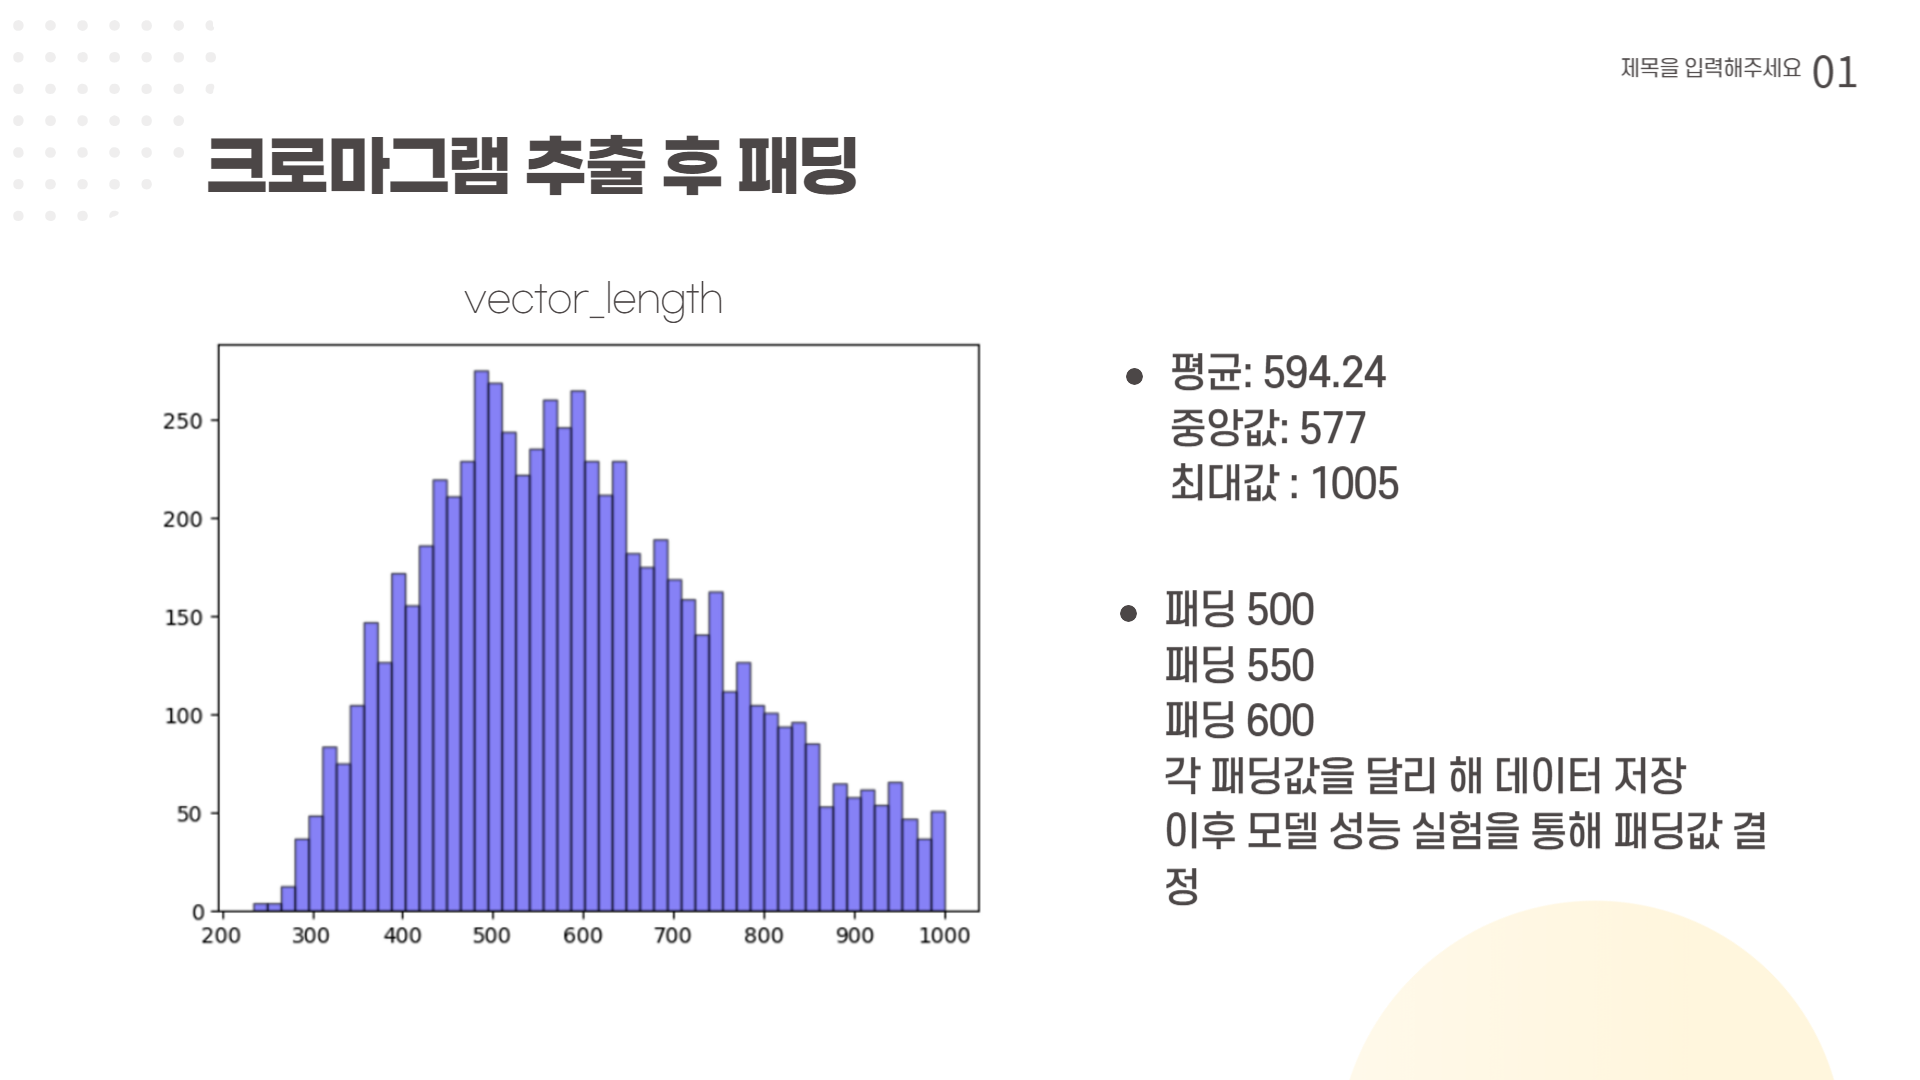 제목을 입력해주세요 01
크로마그램 추출 후 패딩
vector_length
250
200
150
100
50
0
200 300 400 500 600 700 800 900 1000
평균: 594.24
중앙값: 577
최대값 : 1005
패딩 500
패딩 550
패딩 600
각 패딩값을 달리 해 데이터 저장
이후 모델 성능 실험을 통해 패딩값 결
정